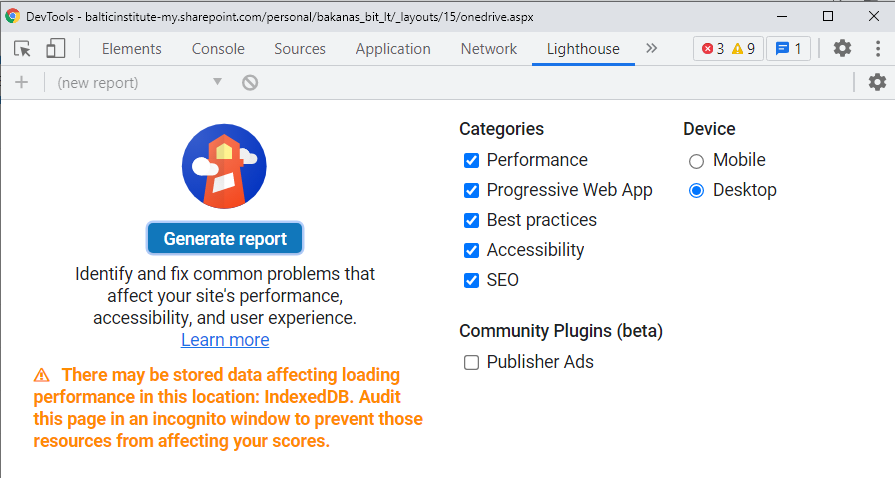 DevTools - balticinstitute-my.sharepoint.com/personal/bakanas_bit_lt/_layouts/15/onedrive.aspx
Elements Console Sources Application Network Lighthouse » 3 9 1
(new report)
Generate report
Identify and fix common problems that
affect your site's performance,
accessibility, and user experience.
Learn more
There may be stored data affecting loading
performance in this location: IndexedDB. Audit
this page in an incognito window to prevent those
resources from affecting your scores.
Categories
Performance
Progressive Web App
Best practices
Accessibility
SEO
Community Plugins (beta)
Publisher Ads
Device
Mobile
Desktop